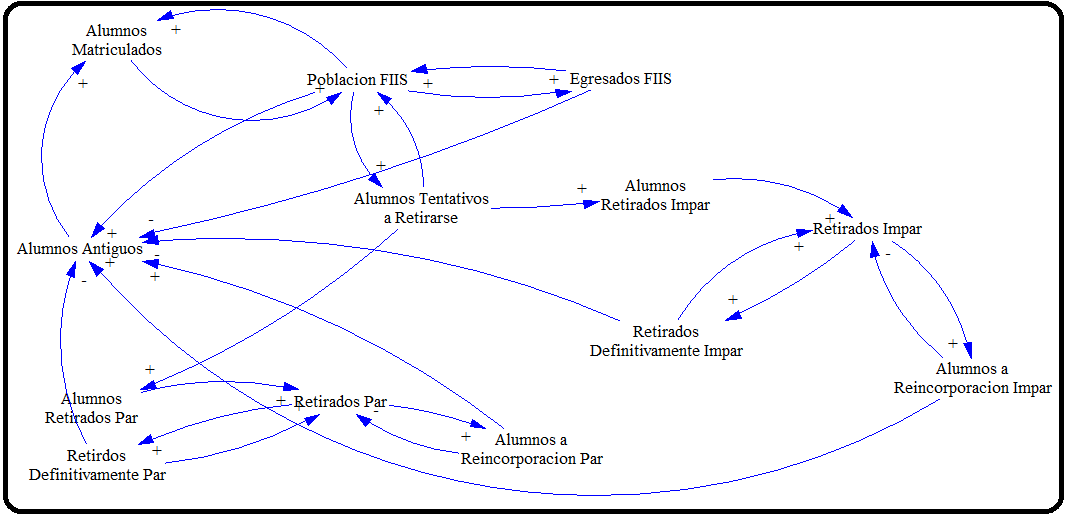 Alumnos
Matriculados
+
+
Poblacion FIIS
+
+
+
Egresados FIIS
+
+
Alumnos Tentativos
a Retirarse
+
Alumnos
Retirados Impar
+
Retirados Impar
+
-
-
+
Alumnos Antiguos
+
-
+
-
+
Retirados
Definitivamente Impar
+
Alumnos a
Reincorporacion Impar
+
Alumnos
Retirados Par
+
+
Retirados Par
-
Retirdos
Definitivamente Par
+
+
Alumnos a
Reincorporacion Par